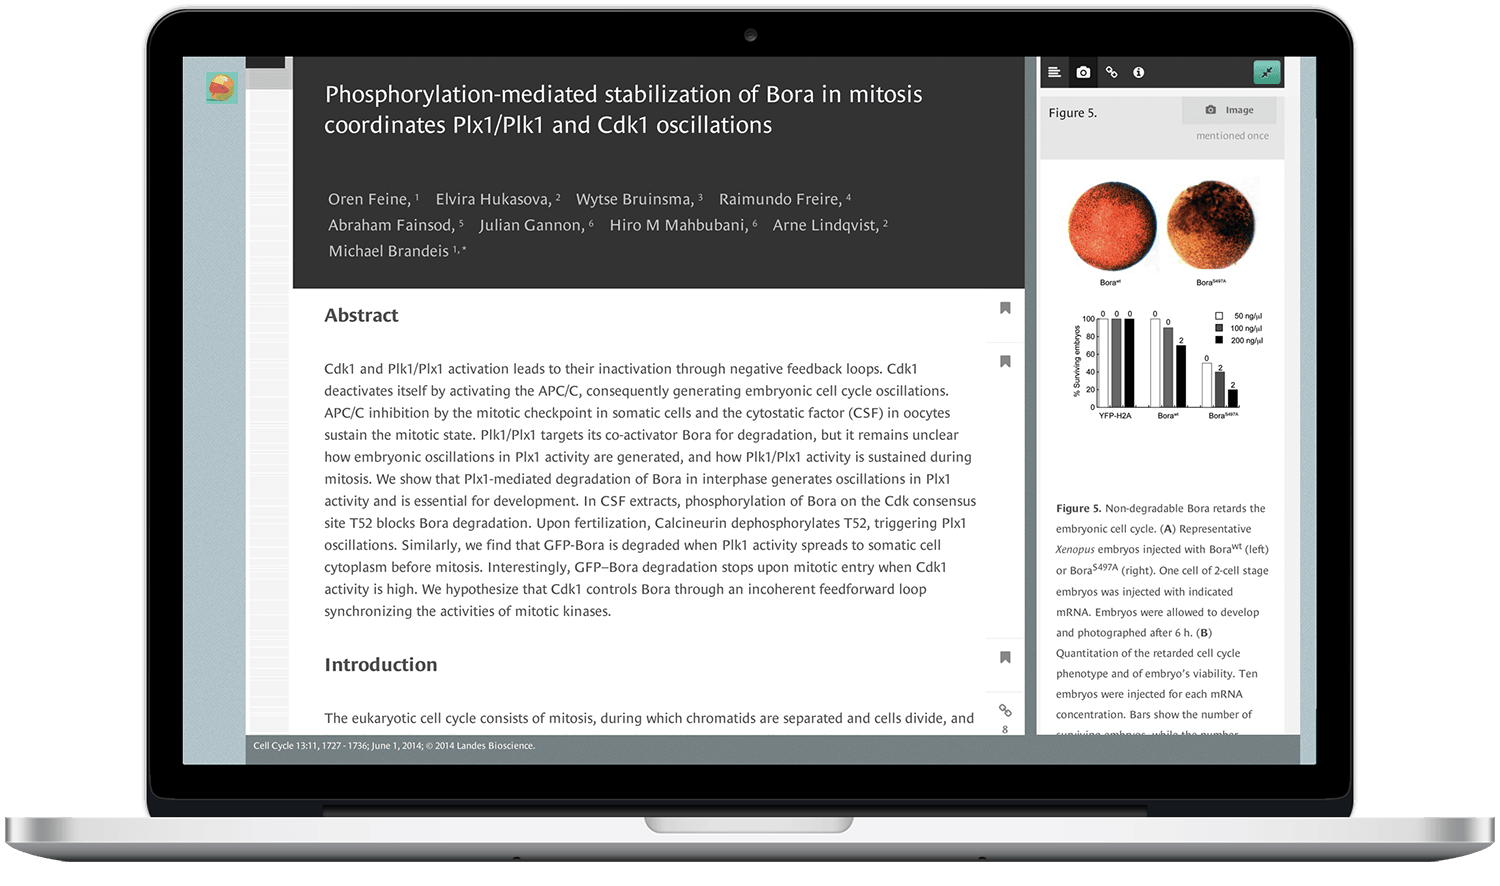 Phosphorylation-mediated stabilization of Bora in mitosis
coordinates Plx1/Plk1 and Cdk1 oscillations
Oren Feine, 1 Elvira Hukasova, 2 Wytse Bruinsma, 3 Raimundo Freire, 4
Abraham Fainsod, 5 Julian Gannon, 6 Hiro M Mahbubani, 6 Arne Lindqvist, 2
Michael Brandeis 1,*
Abstract
Cdk1 and Plk1/Plx1 activation leads to their inactivation through negative feedback loops. Cdk1
deactivates itself by activating the APC/C, consequently generating embryonic cell cycle oscillations.
APC/C inhibition by the mitotic checkpoint in somatic cells and the cytostatic factor (CSF) in oocytes
sustain the mitotic state. Plk1/Plx1 targets its co-activator Bora for degradation, but it remains unclear
how embryonic oscillations in Plx1 activity are generated, and how Plk1/Plx1 activity is sustained during
mitosis. We show that Plx1-mediated degradation of Bora in interphase generates oscillations in Plx1
activity and is essential for development. In CSF extracts, phosphorylation of Bora on the Cdk consensus
site T52 blocks Bora degradation. Upon fertilization, Calcineurin dephosphorylates T52, triggering Plx1
oscillations. Similarly, we find that GFP-Bora is degraded when Plk1 activity spreads to somatic cell
cytoplasm before mitosis. Interestingly, GFP–Bora degradation stops upon mitotic entry when Cdk1
activity is high. We hypothesize that Cdk1 controls Bora through an incoherent feedforward loop
synchronizing the activities of mitotic kinases.
Introduction
The eukaryotic cell cycle consists of mitosis, during which chromatids are separated and cells divide, and
8
Cell Cycle 13:11, 1727 - 1736; June 1, 2014; © 2014 Landes Bioscience.
Figure 5.
Image
mentioned once
Borawt
BoraS497A
% Surviving embryos
100
80
60
40
20
0
0 0 0
0 0 2
0 2 2
50 ng/µl
100 ng/µl
200 ng/µl
YFP-H2A Borawt BoraS497A
Figure 5. Non-degradable Bora retards the
embryonic cell cycle. (A) Representative
Xenopus embryos injected with Borawt (left)
or BoraS497A (right). One cell of 2-cell stage
embryos was injected with indicated
mRNA. Embryos were allowed to develop
and photographed after 6 h. (B)
Quantitation of the retarded cell cycle
phenotype and of embryo's viability. Ten
embryos were injected for each mRNA
concentration. Bars show the number of
surviving embryos, while the number